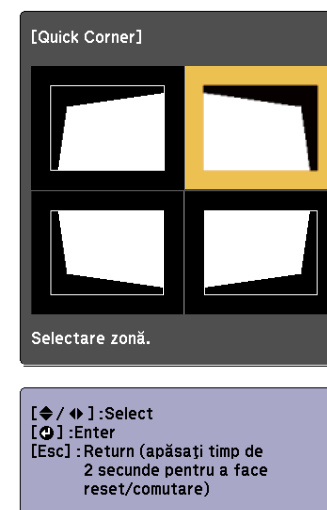 [Quick Corner]
Selectare zonă.
[ / ] :Select
[ ] :Enter
[Esc] : Return (apăsaţi timp de
2 secunde pentru a face
reset/comutare)